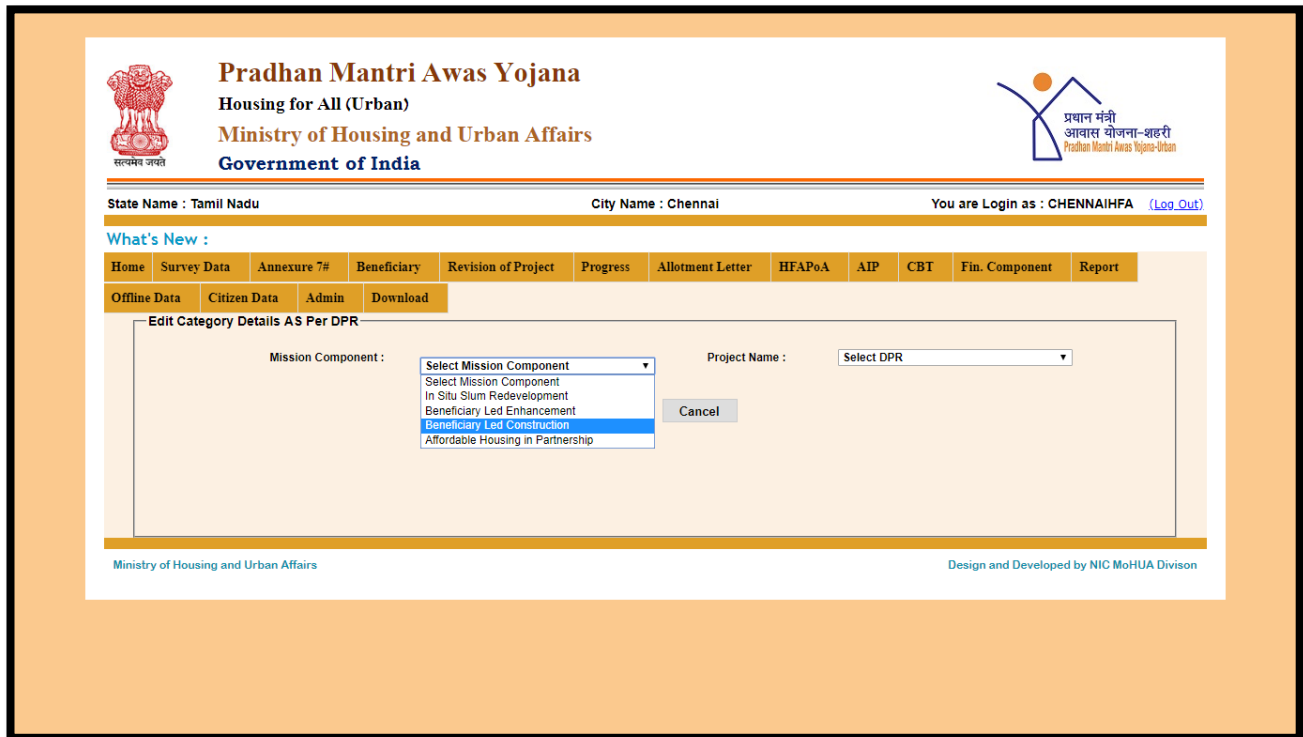 Pradhan Mantri Awas Yojana
Housing for All (Urban)
Ministry of Housing and Urban Affairs
Government of India
सत्यमेव जयते
प्रधान मंत्री
आवास योजना-शहरी
Pradhan Mantri Awas Yojana-Urban
State Name : Tamil Nadu City Name : Chennai You are Login as : CHENNAIHFA (Log Out)
What's New :
Home Survey Data Annexure 7# Beneficiary Revision of Project Progress Allotment Letter HFAPoA AIP CBT Fin. Component Report
Offline Data Citizen Data Admin Download
Edit Category Details AS Per DPR
Mission Component : Select Mission Component Project Name : Select DPR
Select Mission Component
In Situ Slum Redevelopment
Beneficiary Led Enhancement
Beneficiary Led Construction
Affordable Housing in Partnership
Cancel
Ministry of Housing and Urban Affairs Design and Developed by NIC MoHUA Divison